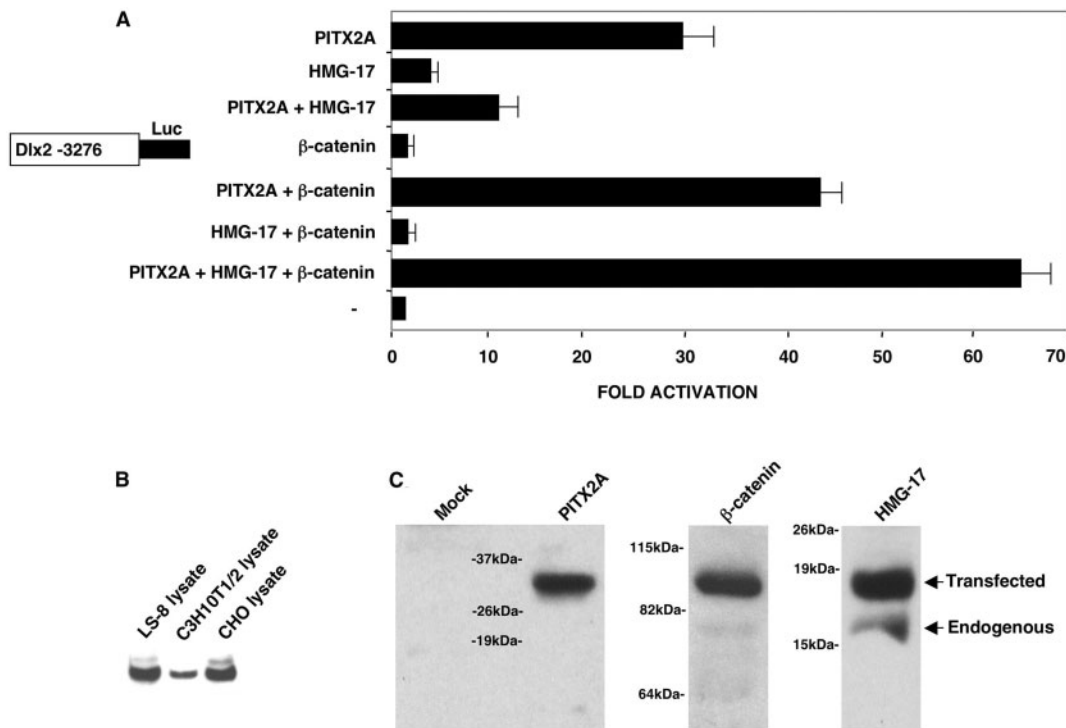 A
PITX2A
HMG-17
PITX2A + HMG-17
β-catenin
PITX2A + β-catenin
HMG-17 + β-catenin
PITX2A + HMG-17 + β-catenin
-
Luc
Dlx2 -3276
0 10 30 40 50 60 70
FOLD ACTIVATION
B
LS-8 lysate
C3H10T1/2 lysate
CHO lysate
C
Mock
PITX2A
-37kDa-
-26kDa-
-19kDa-
β-catenin
115kDa-
82kDa-
64kDa-
HMG-17
26kDa-
19kDa-
15kDa-
Transfected
Endogenous